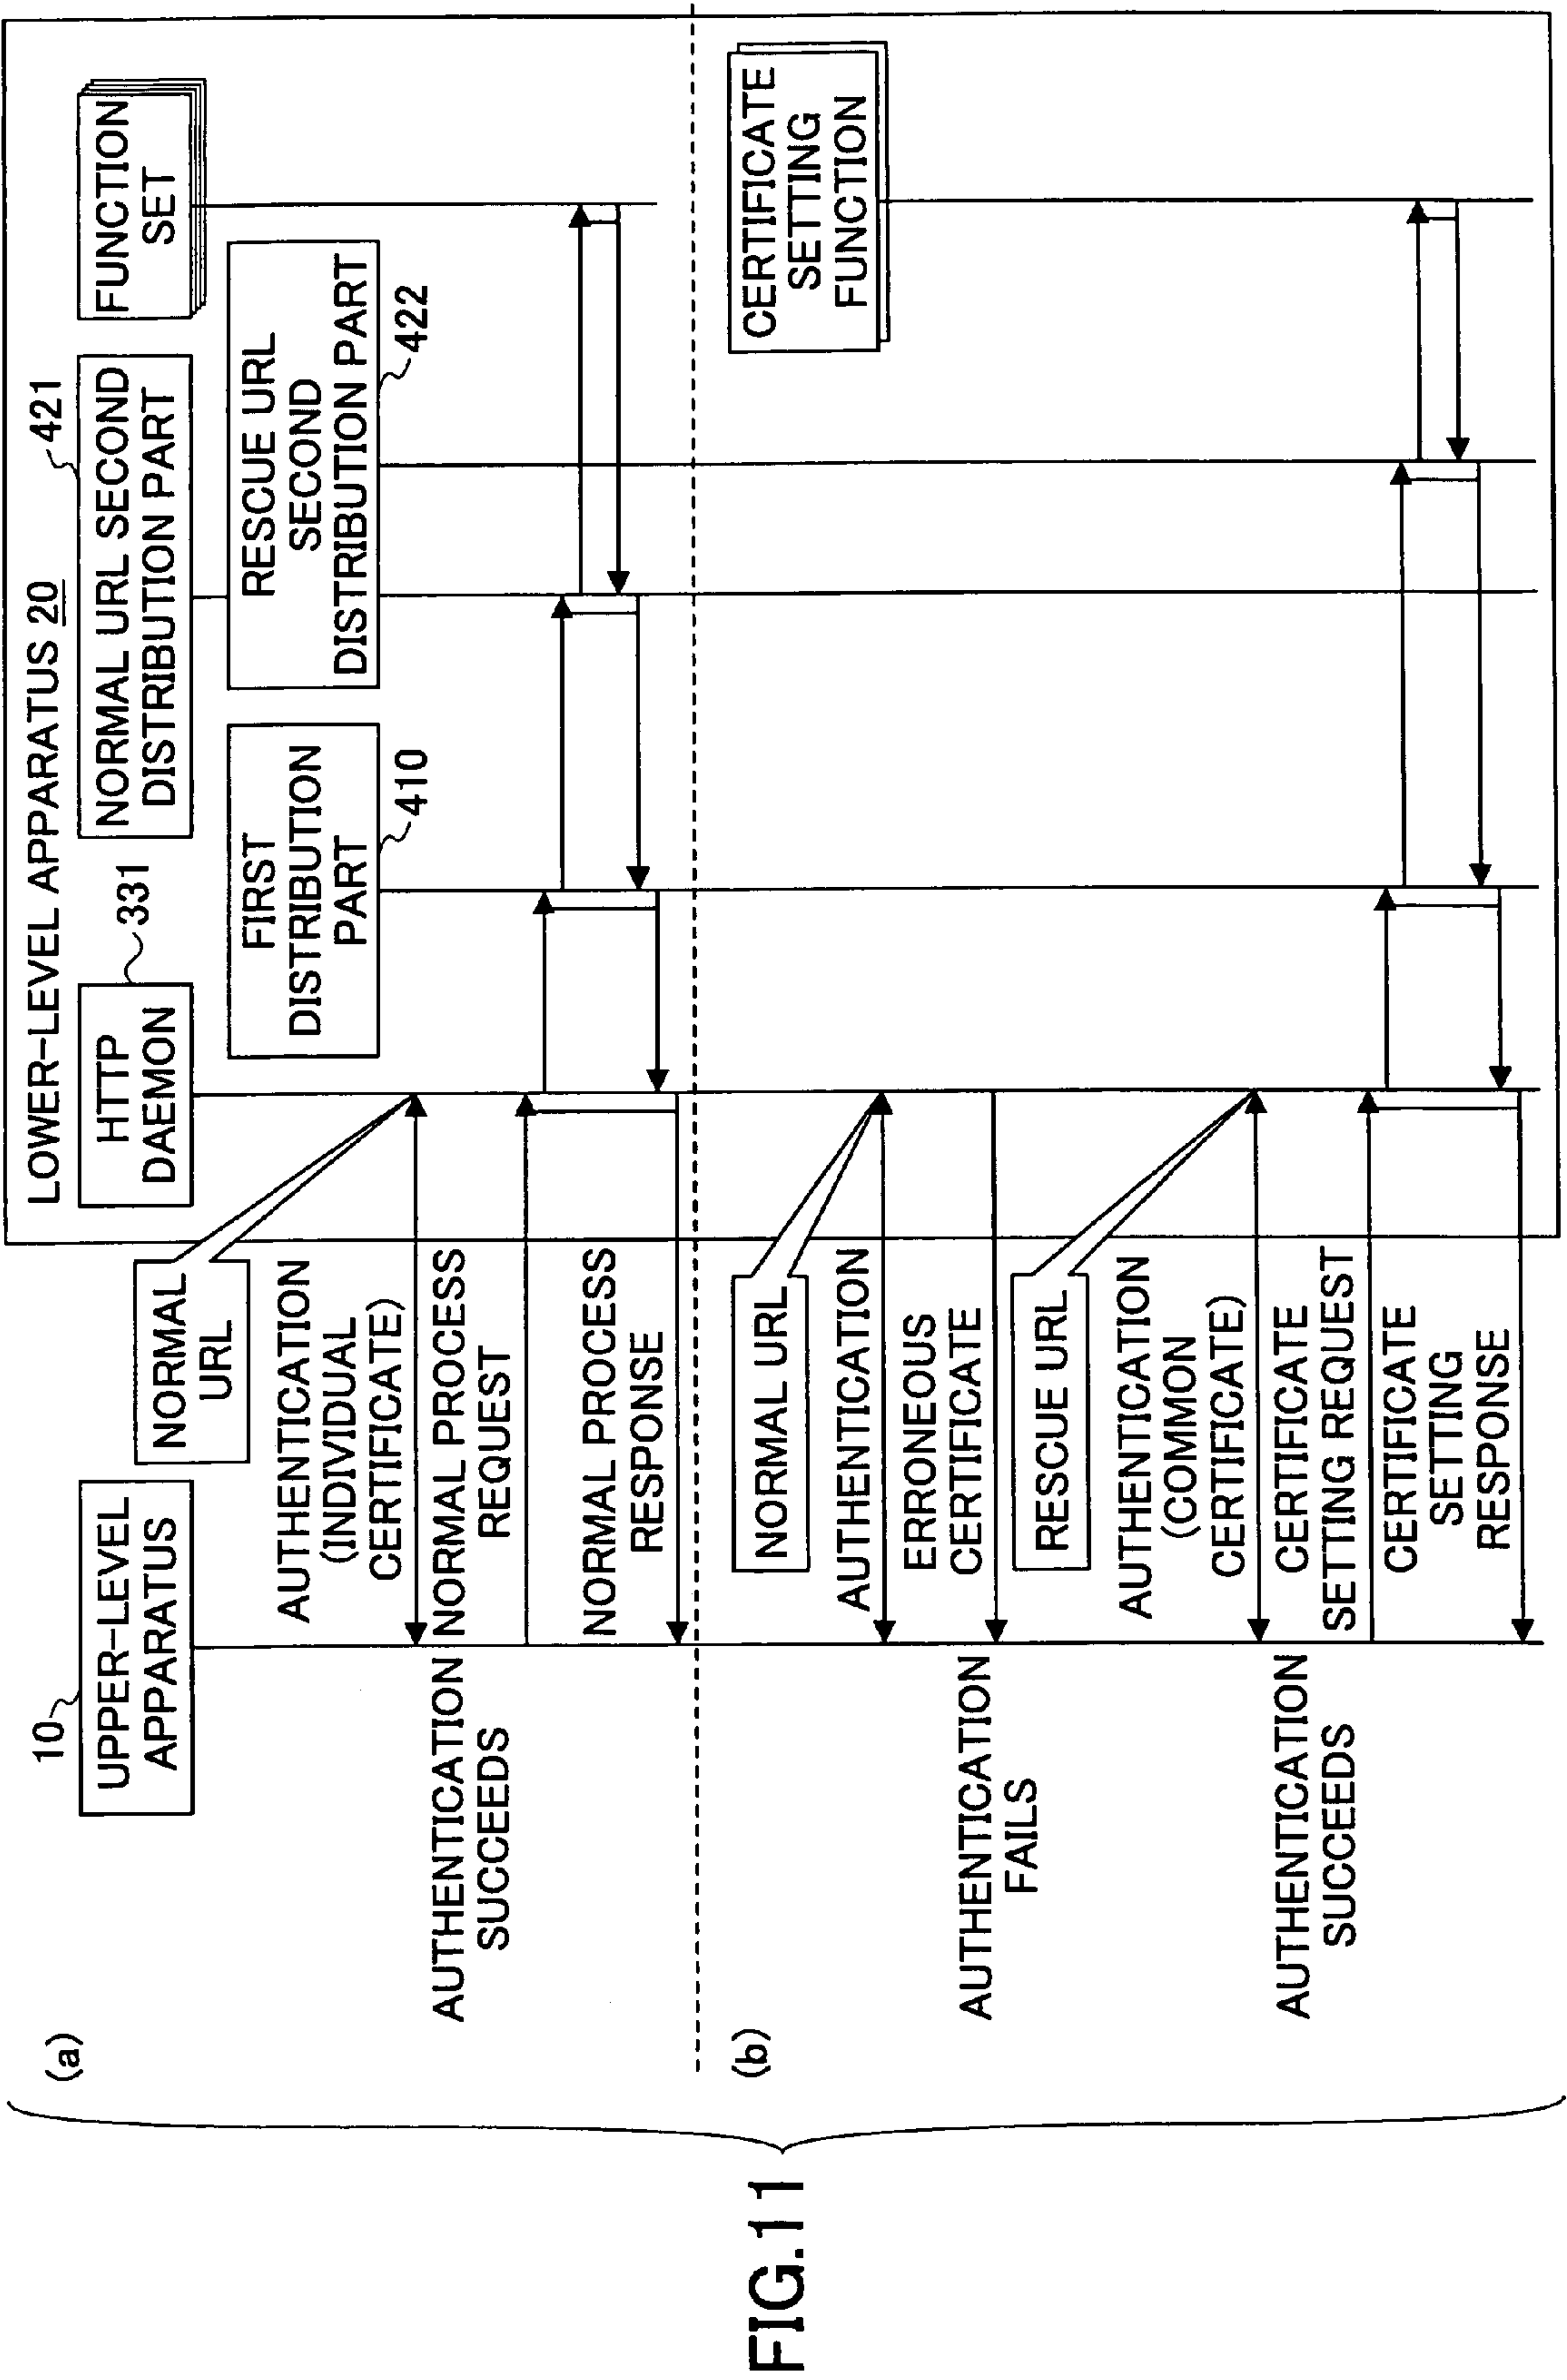 FIG.11
(a)
10
UPPER-LEVEL
APPARATUS
LOWER-LEVEL APPARATUS 20
HTTP
DAEMON
331
FIRST
DISTRIBUTION
PART
410
NORMAL URL SECOND
DISTRIBUTION PART
421
RESCUE URL
SECOND
DISTRIBUTION PART
422
FUNCTION
SET
NORMAL
URL
AUTHENTICATION
(INDIVIDUAL
CERTIFICATE)
AUTHENTICATION
SUCCEEDS
NORMAL PROCESS
REQUEST
NORMAL PROCESS
RESPONSE
(b)
CERTIFICATE
SETTING
FUNCTION
NORMAL URL
AUTHENTICATION
ERRONEOUS
CERTIFICATE
AUTHENTICATION
FAILS
RESCUE URL
AUTHENTICATION
(COMMON
CERTIFICATE)
AUTHENTICATION
SUCCEEDS
CERTIFICATE
SETTING REQUEST
CERTIFICATE
SETTING
RESPONSE